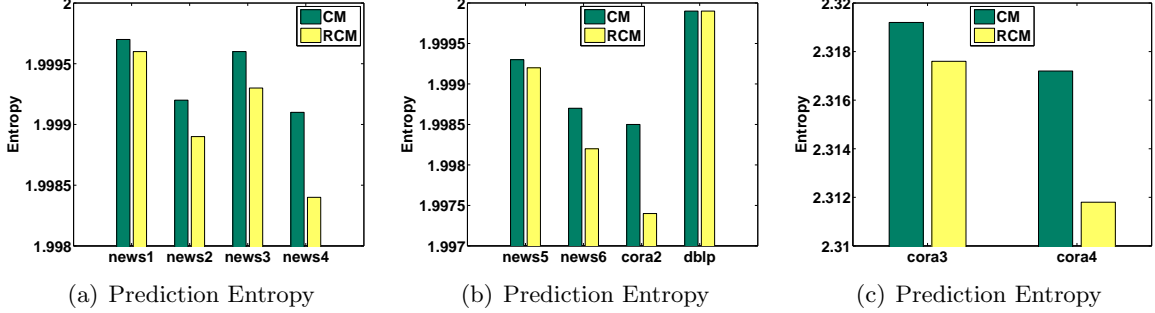 2
1.9995
1.999
1.9985
1.998
Entropy
CM
RCM
news1 news2 news3 news4
(a) Prediction Entropy
2
1.9995
1.999
1.9985
1.998
1.9975
1.997
Entropy
CM
RCM
news5 news6 cora2 dblp
(b) Prediction Entropy
2.32
2.318
2.316
2.314
2.312
2.31
Entropy
CM
RCM
cora3 cora4
(c) Prediction Entropy